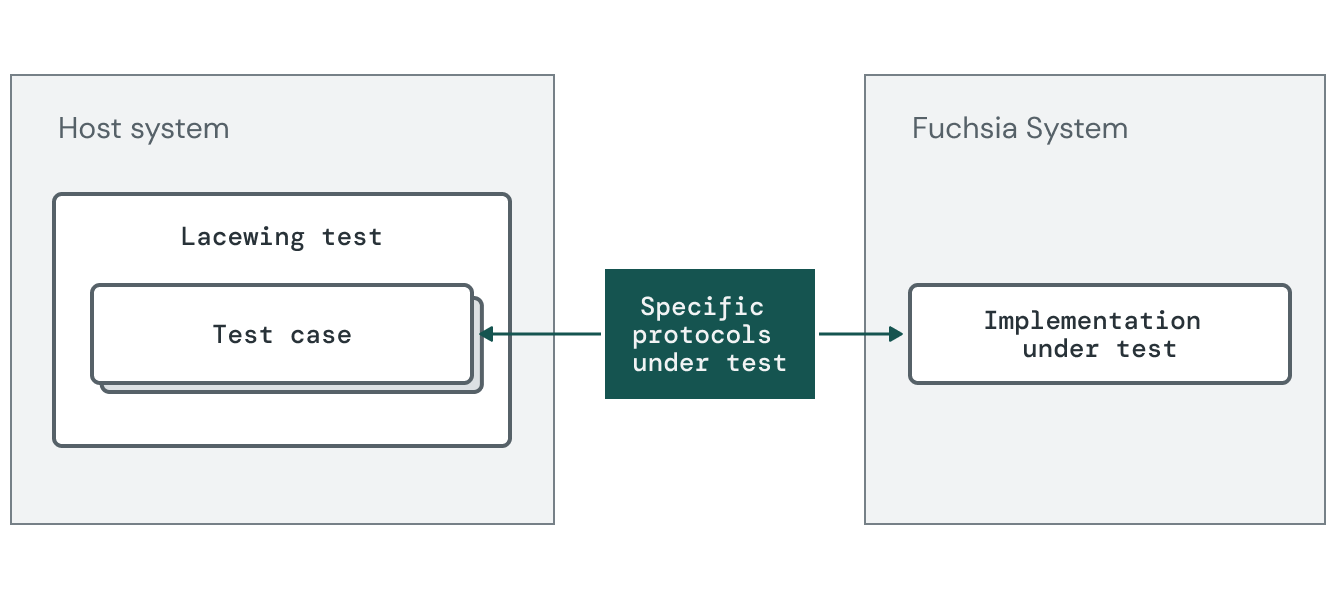 Host system
Lacewing test
Test case
Specific
protocols
under test
Fuchsia System
Implementation
under test